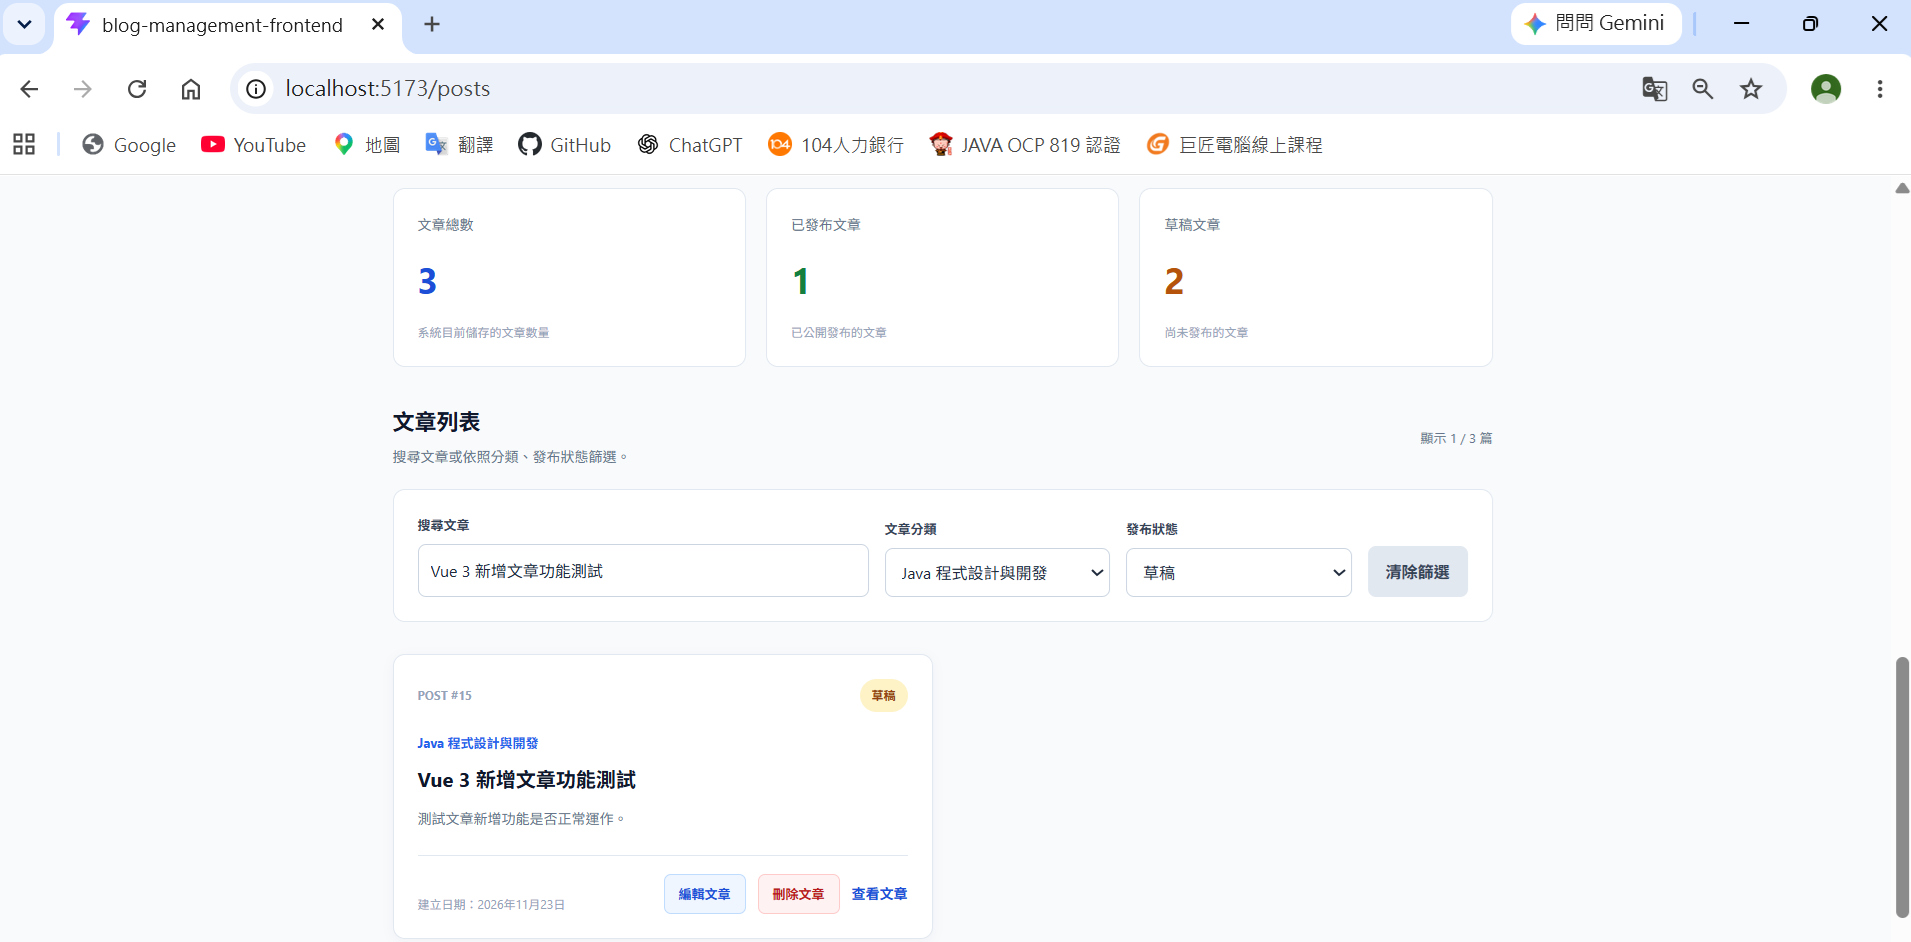 blog-management-frontend
問問 Gemini
localhost:5173/posts
Google
YouTube
地圖
翻譯
GitHub
ChatGPT
104人力銀行
JAVA OCP 819 認證
巨匠電腦線上課程
文章總數
3
系統目前儲存的文章數量
已發布文章
1
已公開發布的文章
草稿文章
2
尚未發布的文章
文章列表
搜尋文章或依照分類、發布狀態篩選。
顯示 1 / 3 篇
搜尋文章
Vue 3 新增文章功能測試
文章分類
Java 程式設計與開發
發布狀態
草稿
清除篩選
POST #15
草稿
Java 程式設計與開發
Vue 3 新增文章功能測試
測試文章新增功能是否正常運作。
建立日期：2026年11月23日
編輯文章
刪除文章
查看文章